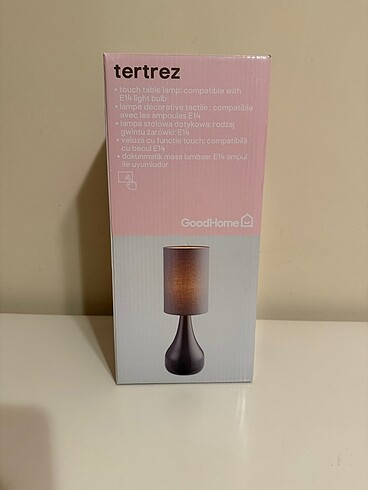 tertrez
• touch table lamp: compatible with
E14 light bulb
• lampe décorative tactile : compatible
avec les ampoules E14
• lampa stołowa dotykowa: rodzaj
gwintu żarówki: E14
• veioză cu funcție touch: compatibilă
cu becul E14
• dokunmatik masa lambası: E14 ampul
ile uyumludur
GoodHome